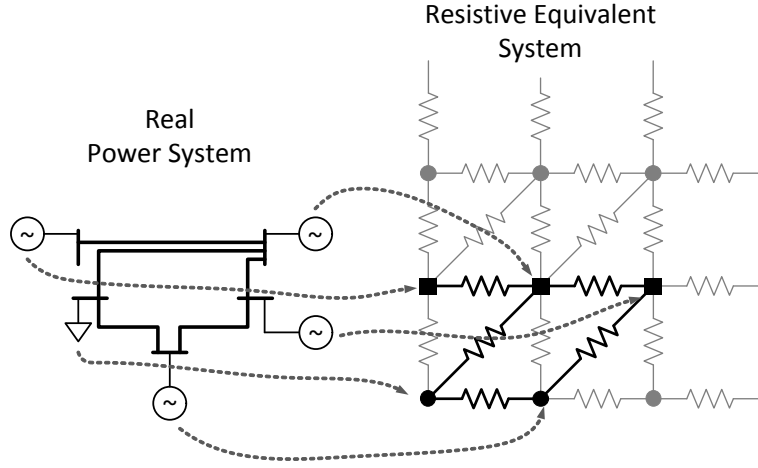 Resistive Equivalent
System
Real
Power System
~
~
~
~